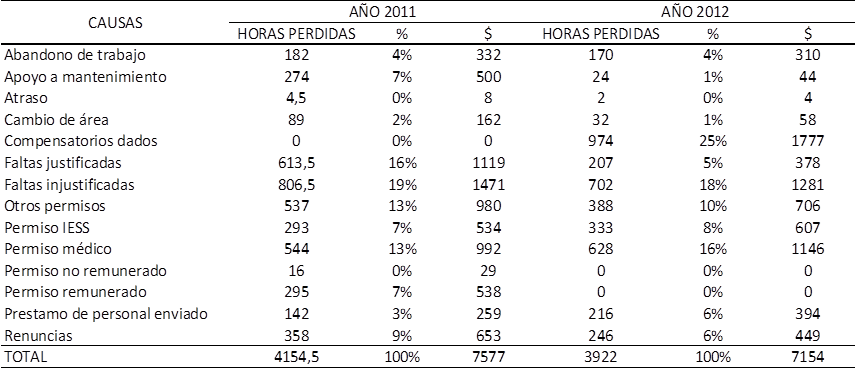 CAUSAS AÑO 2011 AÑO 2012
HORAS PERDIDAS % $ HORAS PERDIDAS % $
Abandono de trabajo 182 4% 332 170 4% 310
Apoyo a mantenimiento 274 7% 500 24 1% 44
Atraso 4,5 0% 8 2 0% 4
Cambio de área 89 2% 162 32 1% 58
Compensatorios dados 0 0% 0 974 25% 1777
Faltas justificadas 613,5 16% 1119 207 5% 378
Faltas injustificadas 806,5 19% 1471 702 18% 1281
Otros permisos 537 13% 980 388 10% 706
Permiso IESS 293 7% 534 333 8% 607
Permiso médico 544 13% 992 628 16% 1146
Permiso no remunerado 16 0% 29 0 0% 0
Permiso remunerado 295 7% 538 0 0% 0
Prestamo de personal enviado 142 3% 259 216 6% 394
Renuncias 358 9% 653 246 6% 449
TOTAL 4154,5 100% 7577 3922 100% 7154